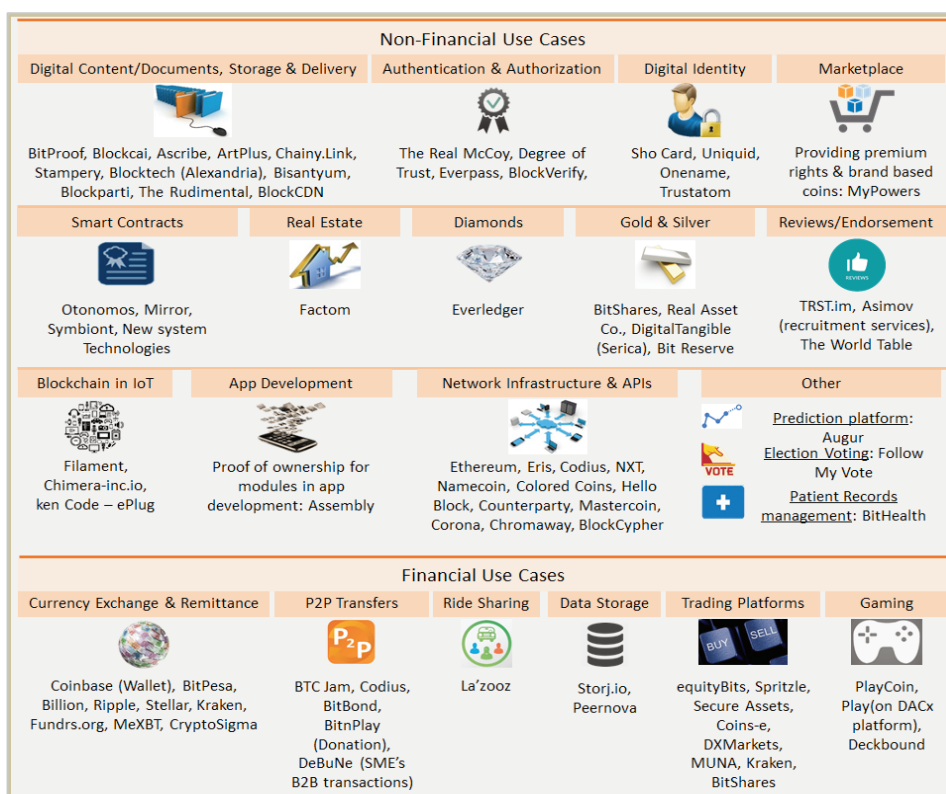 Non-Financial Use Cases
Digital Content/Documents, Storage & Delivery
BitProof, Blockcai, Ascribe, ArtPlus, Chainy.Link,
Stampery, Blocktech (Alexandria), Bisantyum,
Blockparti, The Rudimental, BlockCDN
Authentication & Authorization
The Real McCoy, Degree of
Trust, Everpass, BlockVerify,
Digital Identity
Sho Card, Uniquid,
Onename,
Trustatom
Marketplace
Providing premium
rights & brand based
coins: MyPowers
Smart Contracts
Otonomos, Mirror,
Symbiont, New system
Technologies
Real Estate
Factom
Diamonds
Everledger
Gold & Silver
BitShares, Real Asset
Co., DigitalTangible
(Serica), Bit Reserve
Reviews/Endorsement
REVIEWS
TRST.im, Asimov
(recruitment services),
The World Table
Blockchain in IoT
Filament,
Chimera-inc.io,
ken Code – ePlug
App Development
Proof of ownership for
modules in app
development: Assembly
Network Infrastructure & APIs
Ethereum, Eris, Codius, NXT,
Namecoin, Colored Coins, Hello
Block, Counterparty, Mastercoin,
Corona, Chromaway, BlockCypher
Other
Prediction platform:
Augur
VOTE
Election Voting: Follow
My Vote
Patient Records
management: BitHealth
Financial Use Cases
Currency Exchange & Remittance
Coinbase (Wallet), BitPesa,
Billion, Ripple, Stellar, Kraken,
Fundrs.org, MeXBT, CryptoSigma
P2P Transfers
P2P
BTC Jam, Codius,
BitBond,
BitnPlay
(Donation),
DeBuNe (SME's
B2B transactions)
Ride Sharing
La'zooz
Data Storage
Storj.io,
Peernova
Trading Platforms
BUY
SELL
equityBits, Spritzle,
Secure Assets,
Coins-e,
DXMarkets,
MUNA, Kraken,
BitShares
Gaming
PlayCoin,
Play(on DACx
platform),
Deckbound